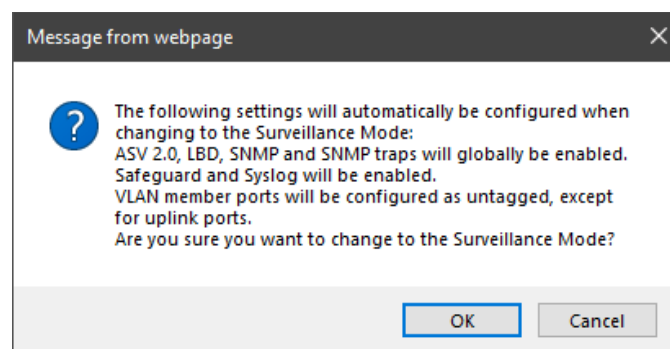 Message from webpage
The following settings will automatically be configured when
changing to the Surveillance Mode:
ASV 2.0, LBD, SNMP and SNMP traps will globally be enabled.
Safeguard and Syslog will be enabled.
VLAN member ports will be configured as untagged, except
for uplink ports.
Are you sure you want to change to the Surveillance Mode?
OK
Cancel